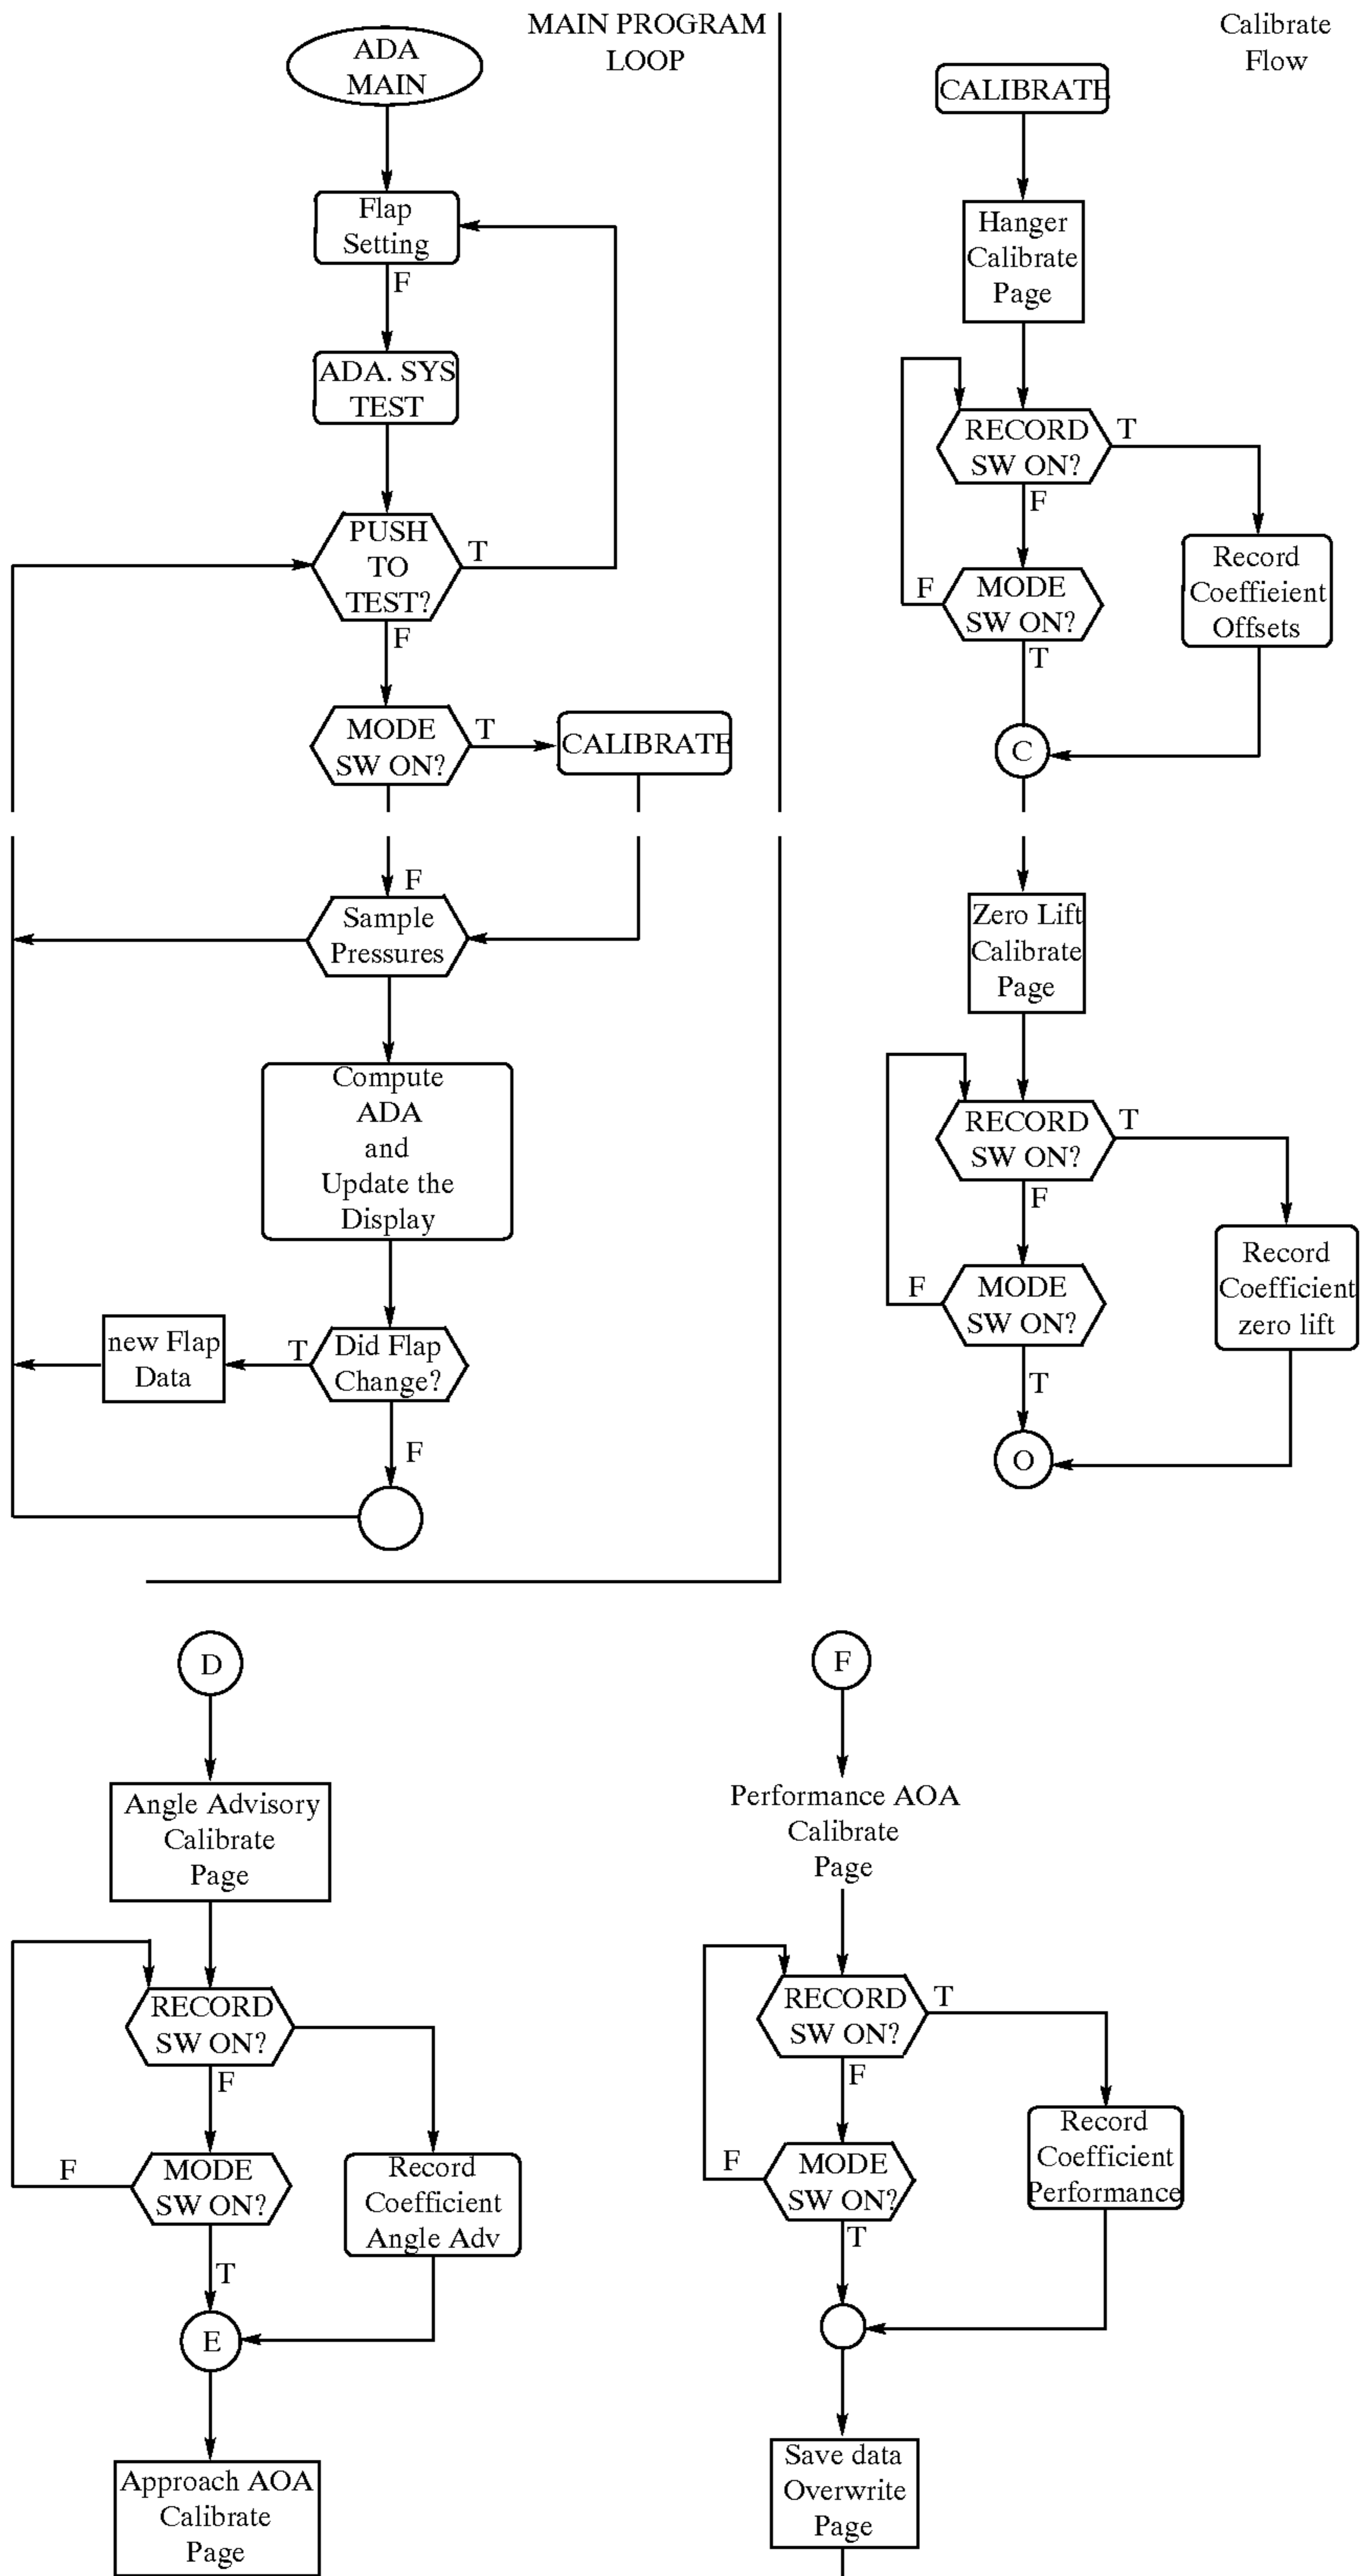 MAIN PROGRAM
LOOP
ADA
MAIN
Flap
Setting
F
ADA. SYS
TEST
PUSH
TO
TEST?
T
F
MODE
SW ON?
T
CALIBRATE
F
Sample
Pressures
Compute
ADA
and
Update the
Display
Did Flap
Change?
T
new Flap
Data
F
Calibrate
Flow
CALIBRATE
Hanger
Calibrate
Page
RECORD
SW ON?
T
F
MODE
SW ON?
F
T
Record
Coeffieient
Offsets
C
Zero Lift
Calibrate
Page
RECORD
SW ON?
T
F
MODE
SW ON?
F
T
Record
Coefficient
zero lift
O
D
Angle Advisory
Calibrate
Page
RECORD
SW ON?
F
MODE
SW ON?
F
T
Record
Coefficient
Angle Adv
E
Approach AOA
Calibrate
Page
F
Performance AOA
Calibrate
Page
RECORD
SW ON?
T
F
MODE
SW ON?
F
T
Record
Coefficient
Performance
Save data
Overwrite
Page